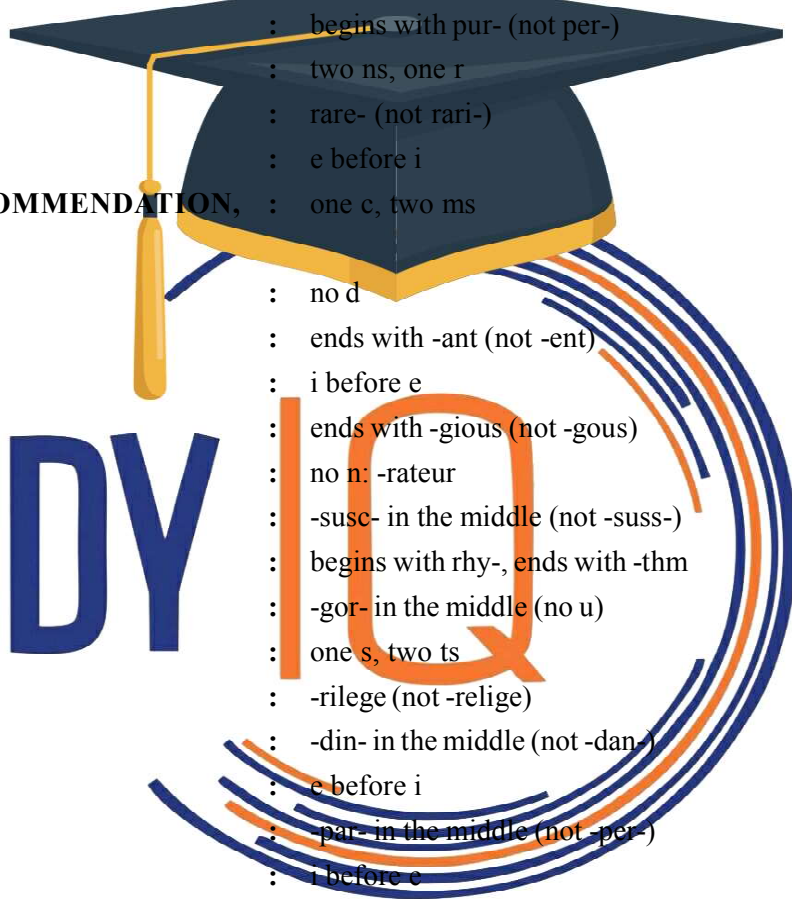 : begins with pur- (not per-)
: two ns, one r
: rare- (not rari-)
: e before i
OMMENDATION, : one c, two ms
: no d
: ends with -ant (not -ent)
: i before e
: ends with -gious (not -gous)
: no n: -rateur
: -susc- in the middle (not -suss-)
: begins with rhy-, ends with -thm
: -gor- in the middle (no u)
: one s, two ts
: -rilege (not -relige)
: -din- in the middle (not -dan-)
: e before i
: -par- in the middle (not -per-)
: i before e
DY IQ